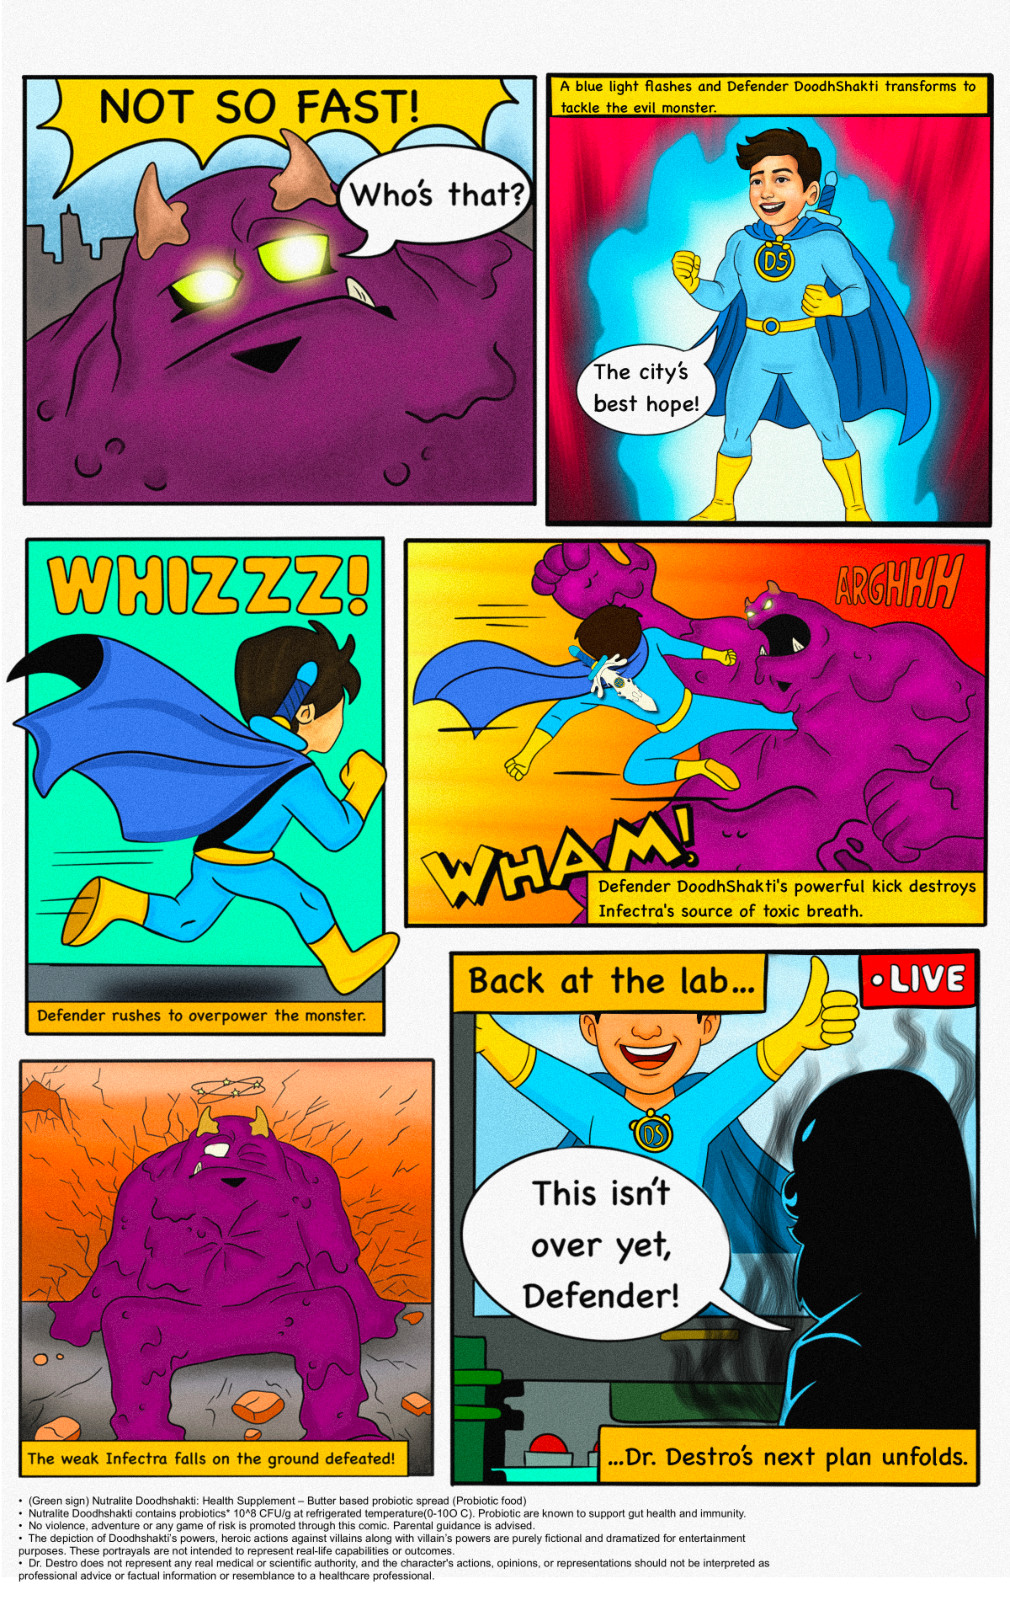 NOT SO FAST!
Who's that?
A blue light flashes and Defender DoodhShakti transforms to
tackle the evil monster.
DS
The city's
best hope!
WHIZZZ!
Defender rushes to overpower the monster.
ARGHHH
WHAM!
Defender DoodhShakti's powerful kick destroys
Infectra's source of toxic breath.
The weak Infectra falls on the ground defeated!
Back at the lab...
• LIVE
DS
This isn't
over yet,
Defender!
...Dr. Destro's next plan unfolds.
• (Green sign) Nutralite Doodhshakti: Health Supplement – Butter based probiotic spread (Probiotic food)
• Nutralite Doodhshakti contains probiotics* 10^8 CFU/g at refrigerated temperature(0-10O C). Probiotic are known to support gut health and immunity.
• No violence, adventure or any game of risk is promoted through this comic. Parental guidance is advised.
• The depiction of Doodhshakti's powers, heroic actions against villains along with villain's powers are purely fictional and dramatized for entertainment
purposes. These portrayals are not intended to represent real-life capabilities or outcomes.
• Dr. Destro does not represent any real medical or scientific authority, and the character's actions, opinions, or representations should not be interpreted as
professional advice or factual information or resemblance to a healthcare professional.